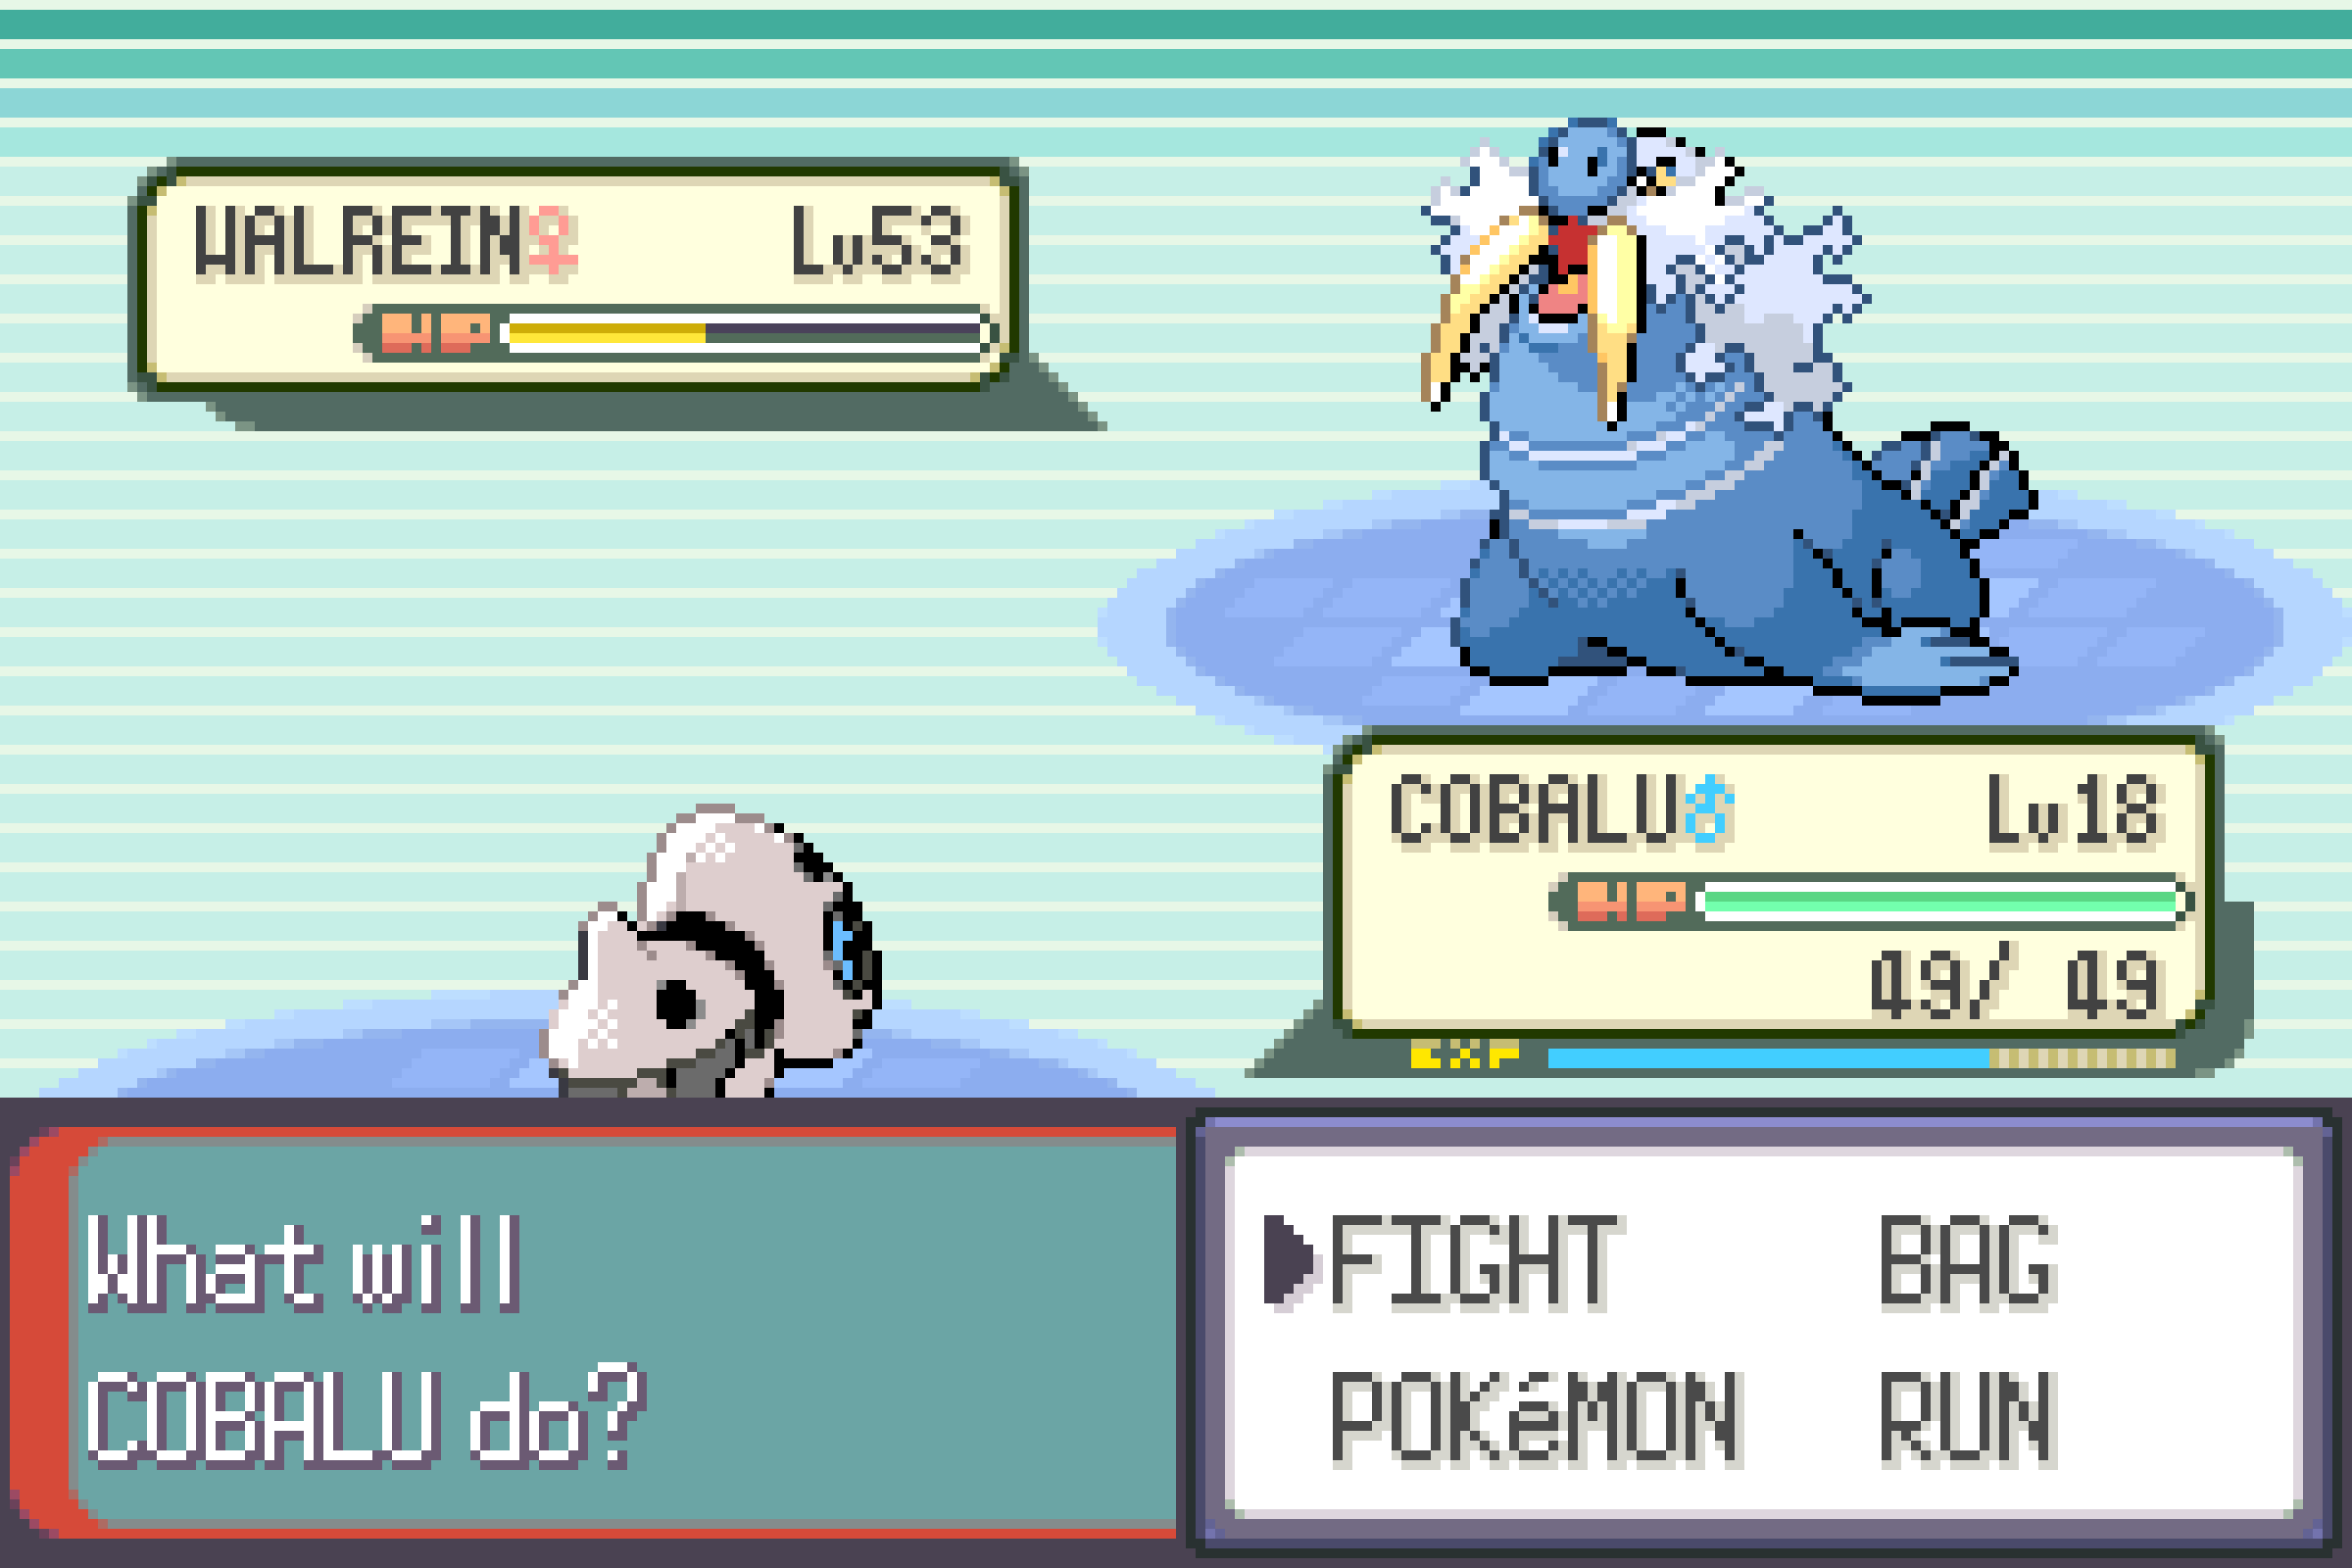 WALREIN♀ Lv53
HP
COBALU♂ Lv18
HP
49/ 49
EXP
What will
COBALU do?
FIGHT BAG
POKéMON RUN